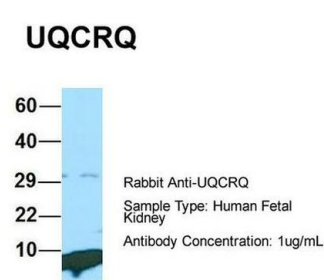 UQCRQ
60
40
29
22
10
Rabbit Anti-UQCRQ
Sample Type: Human Fetal
Kidney
Antibody Concentration: 1ug/mL